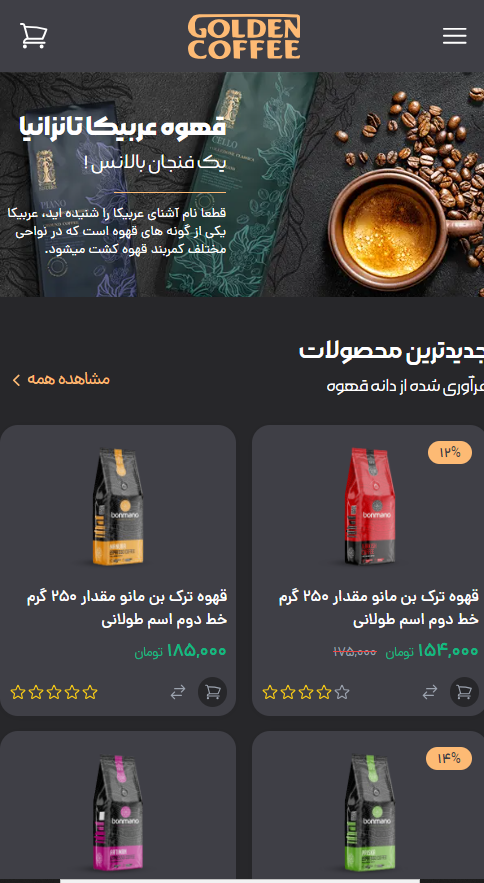 GOLDEN
COFFEE
قهوه عربیکا تانزانیا
یک فنجان بالانس !
قطعا نام آشنای عربیکا را شنیده اید، عربیکا
یکی از گونه های قهوه است که در نواحی
مختلف کمربند قهوه کشت میشود.
CELLO
PIANO
جدیدترین محصولات
فرآوری شده از دانه قهوه
مشاهده همه
۱۲%
bonmano
bonmano
قهوه ترک بن مانو مقدار ۲۵۰ گرم
خط دوم اسم طولانی
۱۵۴,۰۰۰ تومان ۱۷۵,۰۰۰
قهوه ترک بن مانو مقدار ۲۵۰ گرم
خط دوم اسم طولانی
۱۸۵,۰۰۰ تومان
۱۴%
bonmano
bonmano